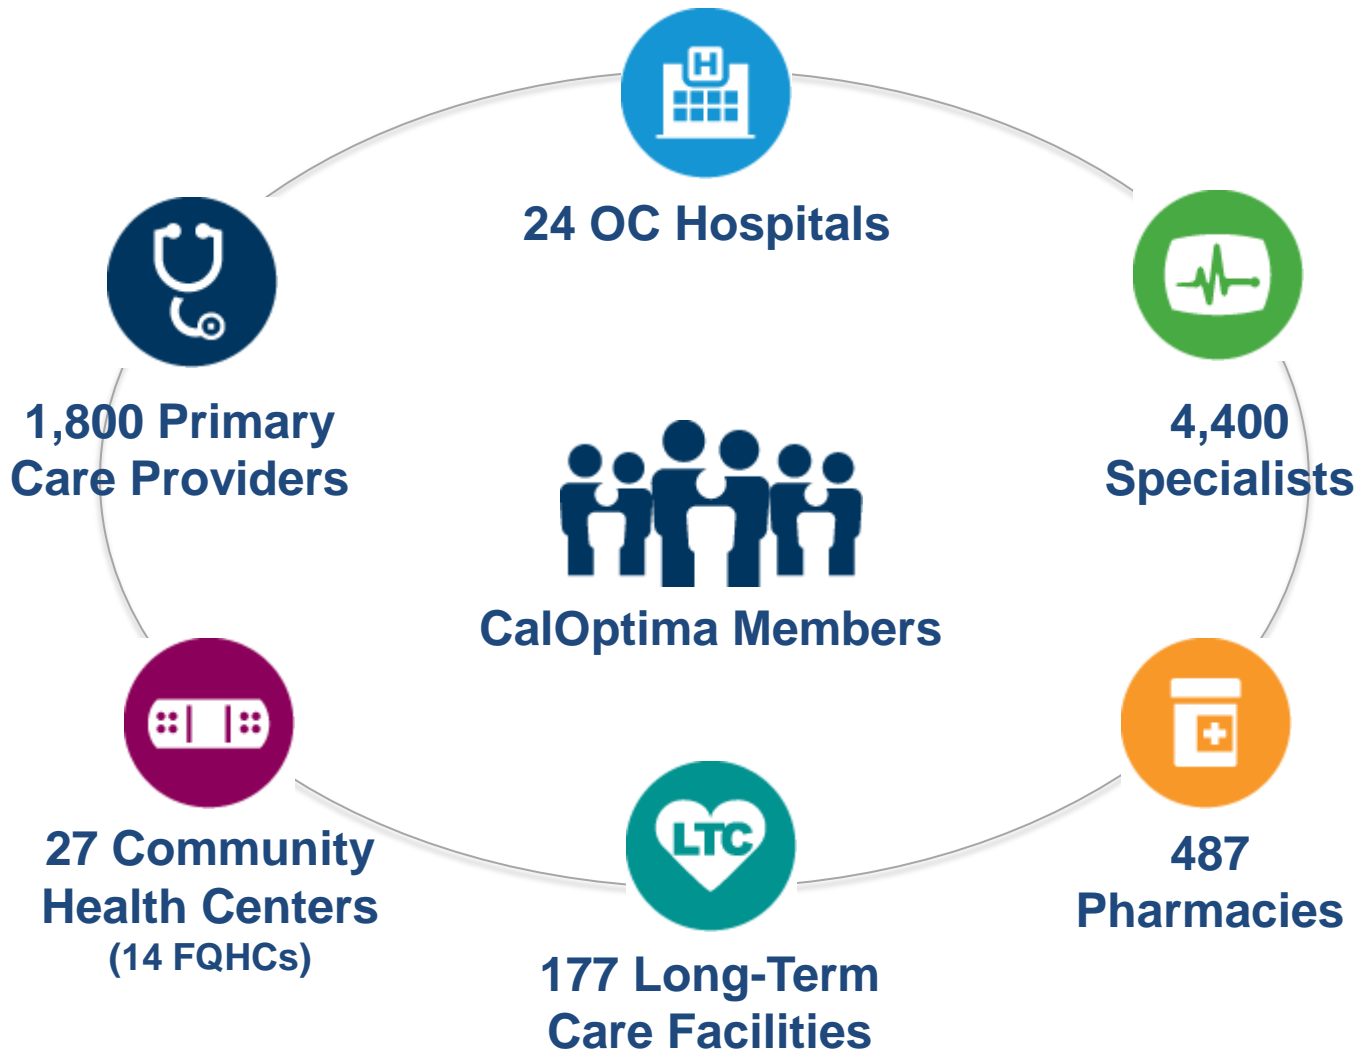 H
24 OC Hospitals
1,800 Primary
Care Providers
4,400
Specialists
CalOptima Members
27 Community
Health Centers
(14 FQHCs)
LTC
177 Long-Term
Care Facilities
487
Pharmacies